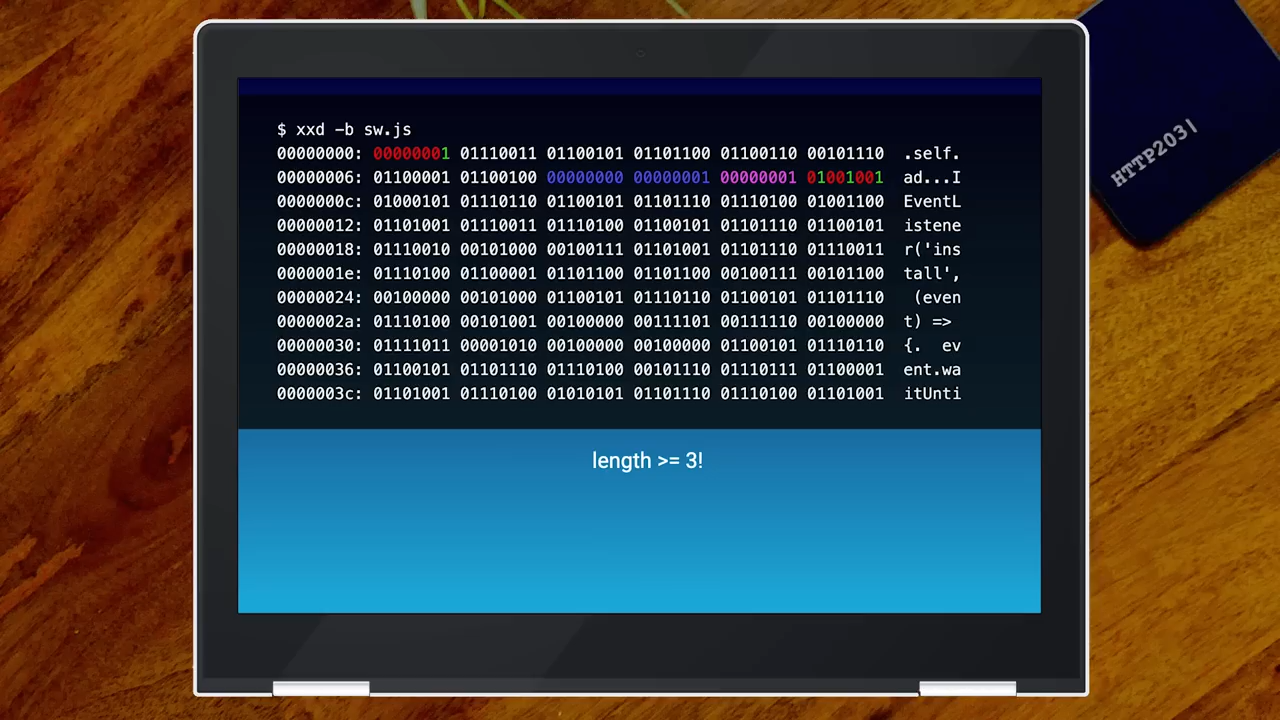 $ xxd -b sw.js
00000000: 00000001 01110011 01100101 01101100 01100110 00101110  .self.
00000006: 01100001 01100100 00000000 00000001 00000001 01001001  ad...I
0000000c: 01000101 01110110 01100101 01101110 01110100 01001100  EventL
00000012: 01101001 01110011 01110100 01100101 01101110 01100101  istene
00000018: 01110010 00101000 00100111 01101001 01101110 01110011  r('ins
0000001e: 01110100 01100001 01101100 01101100 00100111 00101100  tall',
00000024: 00100000 00101000 01100101 01110110 01100101 01101110   (even
0000002a: 01110100 00101001 00100000 00111101 00111110 00100000  t) =>
00000030: 01111011 00001010 00100000 00100000 01100101 01110110  {.  ev
00000036: 01100101 01101110 01110100 00101110 01110111 01100001  ent.wa
0000003c: 01101001 01110100 01010101 01101110 01110100 01101001  itUnti
length >= 3!
HTTP203|